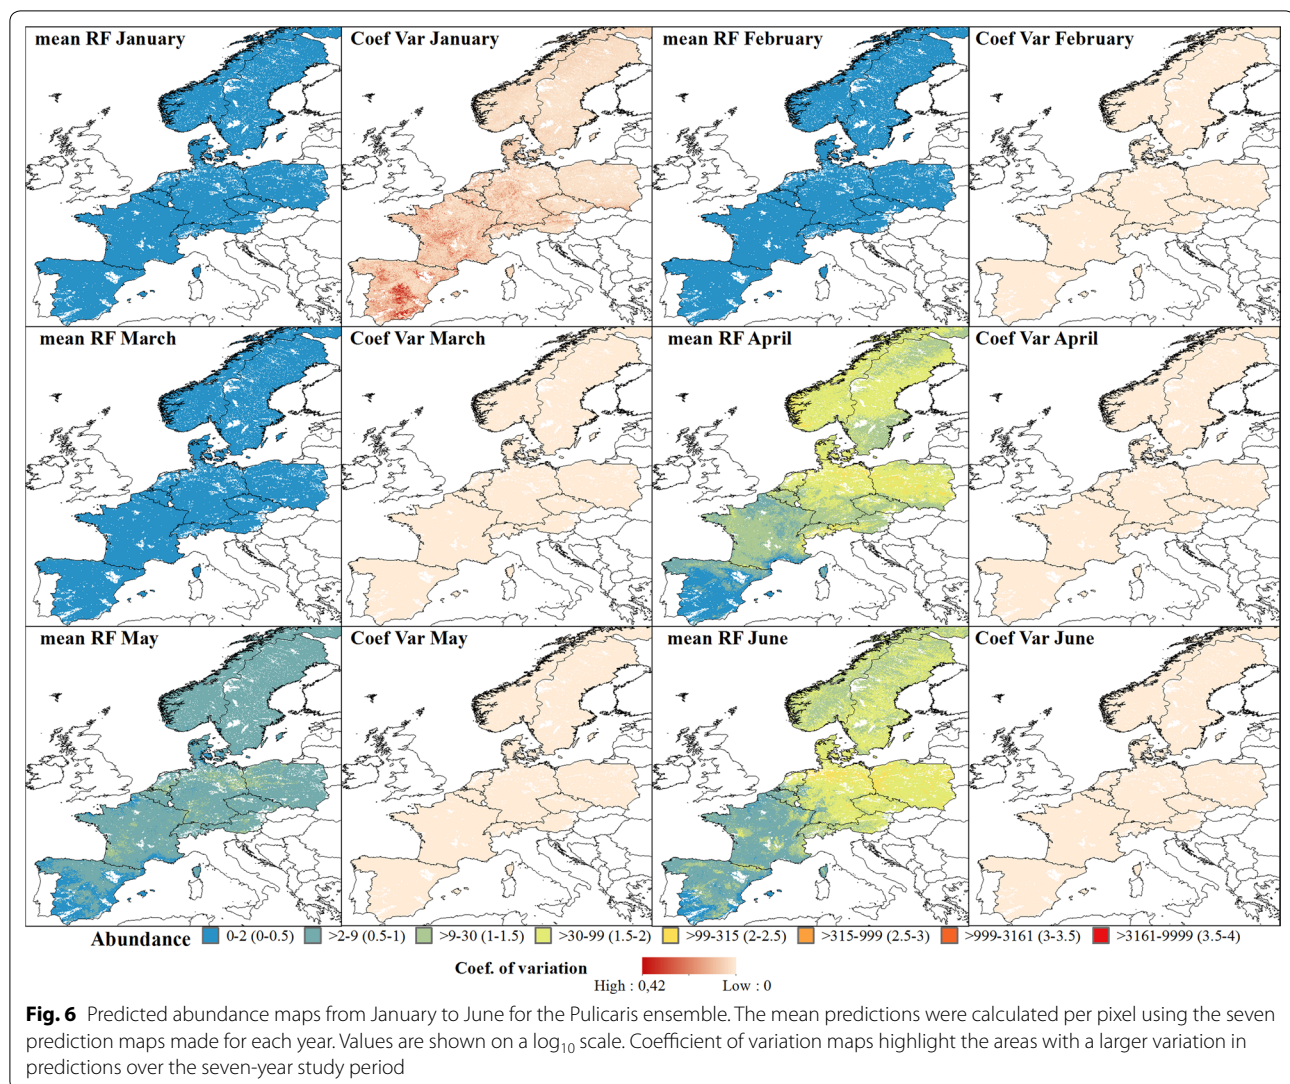 mean RF January
Coef Var January
mean RF February
Coef Var February
mean RF March
Coef Var March
mean RF April
Coef Var April
mean RF May
Coef Var May
mean RF June
Coef Var June
Abundance 0-2 (0-0.5) >2-9 (0.5-1) >9-30 (1-1.5) >30-99 (1.5-2) >99-315 (2-2.5) >315-999 (2.5-3) >999-3161 (3-3.5) >3161-9999 (3.5-4)
Coef. of variation
High : 0,42 Low : 0
Fig. 6 Predicted abundance maps from January to June for the Pulicaris ensemble. The mean predictions were calculated per pixel using the seven
prediction maps made for each year. Values are shown on a log10 scale. Coefficient of variation maps highlight the areas with a larger variation in
predictions over the seven-year study period